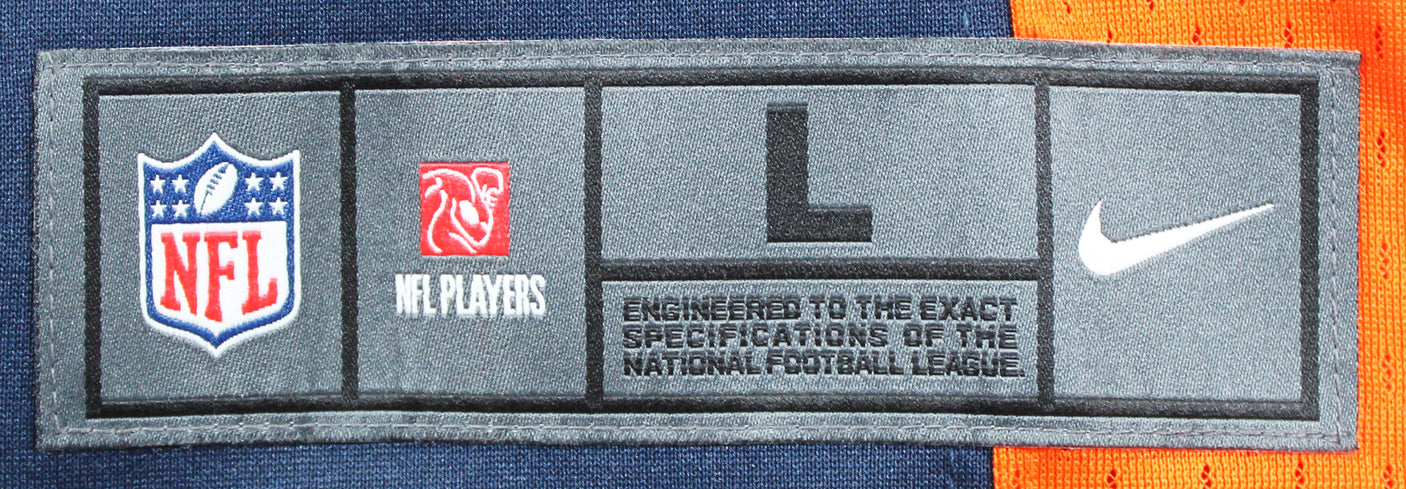 NFL
NFL PLAYERS
L
ENGINEERED TO THE EXACT
SPECIFICATIONS OF THE
NATIONAL FOOTBALL LEAGUE.